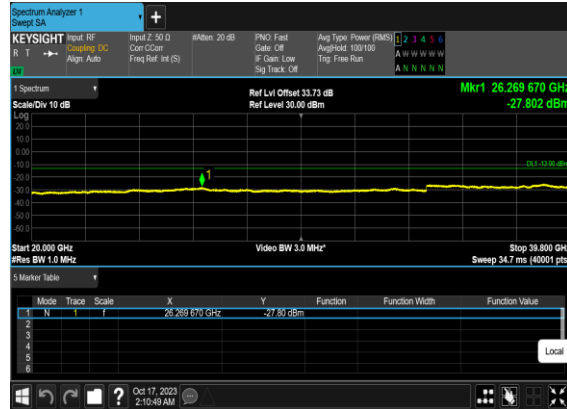 Spectrum Analyzer 1
Swept SA
+
KEYSIGHT Input: RF Input Z: 50 Ω #Atten: 20 dB PNO: Fast Avg Type: Power (RMS) 1 2 3 4 5 6
R T Coupling: DC Corr CCorr Gate: Off Avg|Hold: 100/100 A W W W W W
Align: Auto Freq Ref: Int (S) IF Gain: Low Trig: Free Run
Sig Track: Off A N N N N N
1 Spectrum Ref Lvl Offset 33.73 dB Mkr1 26.269 670 GHz
Scale/Div 10 dB Ref Level 30.00 dBm -27.802 dBm
Log
20.0
10.0
0.00
-10.0 DL1 -13.00 dBm
-20.0 1
-30.0
-40.0
-50.0
-60.0
Start 20.000 GHz Video BW 3.0 MHz* Stop 39.800 GHz
#Res BW 1.0 MHz Sweep 34.7 ms (40001 pts)
5 Marker Table
Mode Trace Scale X Y Function Function Width Function Value
1 N 1 f 26.269 670 GHz -27.80 dBm
2
3
4
5
6
Local
? Oct 17, 2023
2:10:49 AM